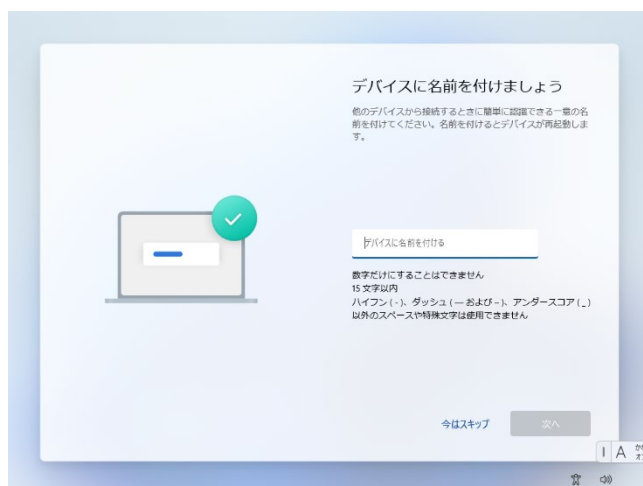 デバイスに名前を付けましょう
他のデバイスから接続するときに簡単に認識できる一意の名
前を付けてください。名前を付けるとデバイスが再起動しま
す。
デバイスに名前を付ける
数字だけにすることはできません
15 文字以内
ハイフン ( - )、ダッシュ ( — および – )、アンダースコア ( _ )
以外のスペースや特殊文字は使用できません
今はスキップ
次へ
A